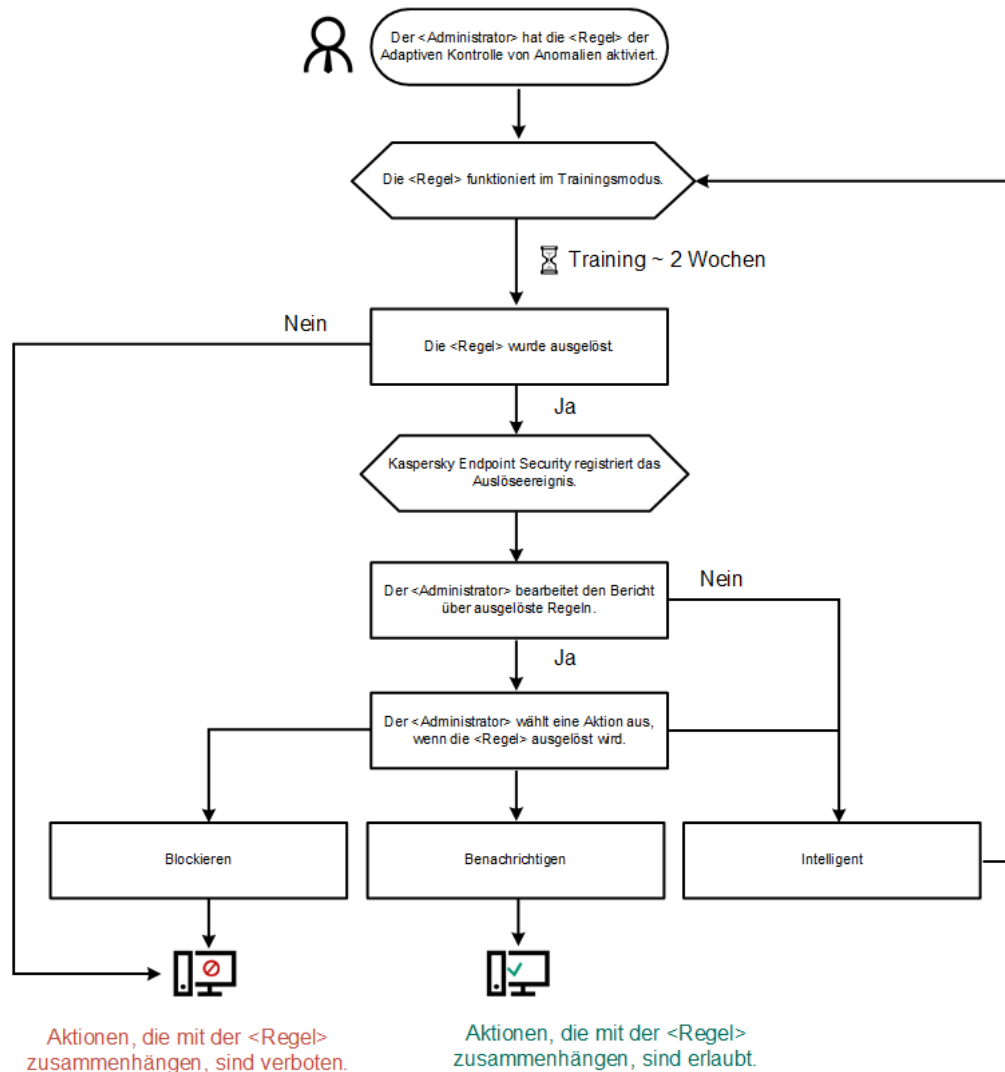 Der <Administrator> hat die <Regel> der
Adaptiven Kontrolle von Anomalien aktiviert.
Die <Regel> funktioniert im Trainingsmodus.
Training ~ 2 Wochen
Nein
Die <Regel> wurde ausgelöst.
Ja
Kaspersky Endpoint Security registriert das
Auslöseereignis.
Der <Administrator> bearbeitet den Bericht
über ausgelöste Regeln.
Nein
Ja
Der <Administrator> wählt eine Aktion aus,
wenn die <Regel> ausgelöst wird.
Blockieren
Benachrichtigen
Intelligent
Aktionen, die mit der <Regel>
zusammenhängen, sind verboten.
Aktionen, die mit der <Regel>
zusammenhängen, sind erlaubt.